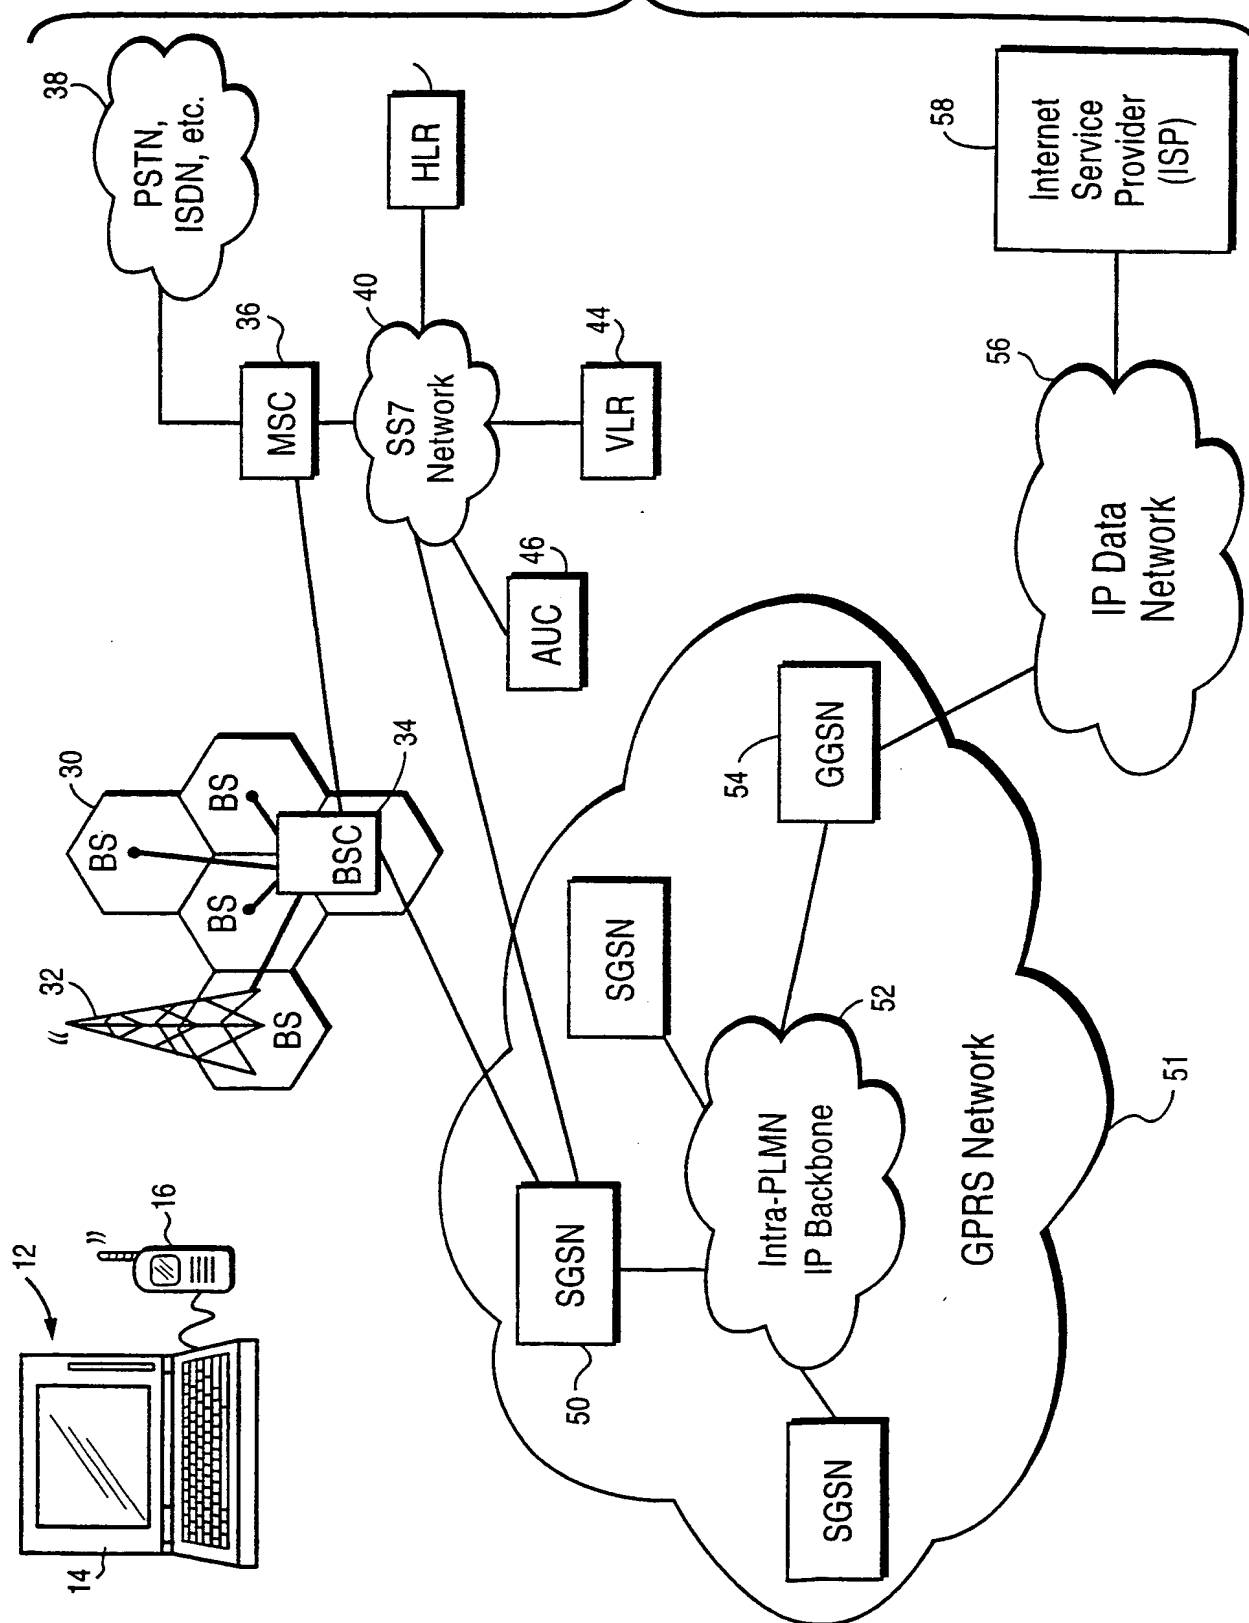 12
14
16
32
BS
30
BS
BS
BS
BSC
34
38
PSTN,
ISDN, etc.
36
MSC
40
SS7
Network
HLR
44
VLR
46
AUC
50
SGSN
SGSN
SGSN
52
Intra-PLMN
IP Backbone
54
GGSN
GPRS Network
51
56
IP Data
Network
58
Internet
Service
Provider
(ISP)